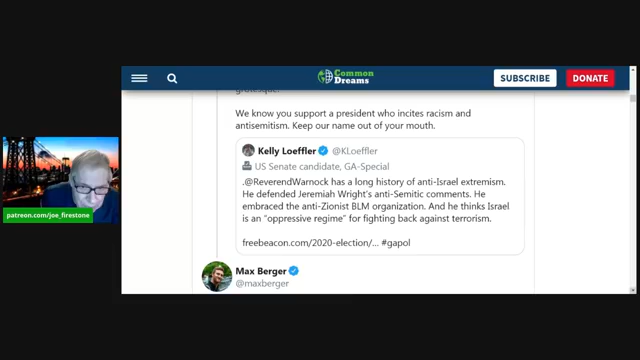 Common
Dreams
SUBSCRIBE
DONATE
grotesque.
We know you support a president who incites racism and
antisemitism. Keep our name out of your mouth.
Kelly Loeffler @KLoeffler
US Senate candidate, GA-Special
.@ReverendWarnock has a long history of anti-Israel extremism.
He defended Jeremiah Wright's anti-Semitic comments. He
embraced the anti-Zionist BLM organization. And he thinks Israel
is an "oppressive regime" for fighting back against terrorism.
freebeacon.com/2020-election/... #gapol
Max Berger
@maxberger
patreon.com/joe_firestone